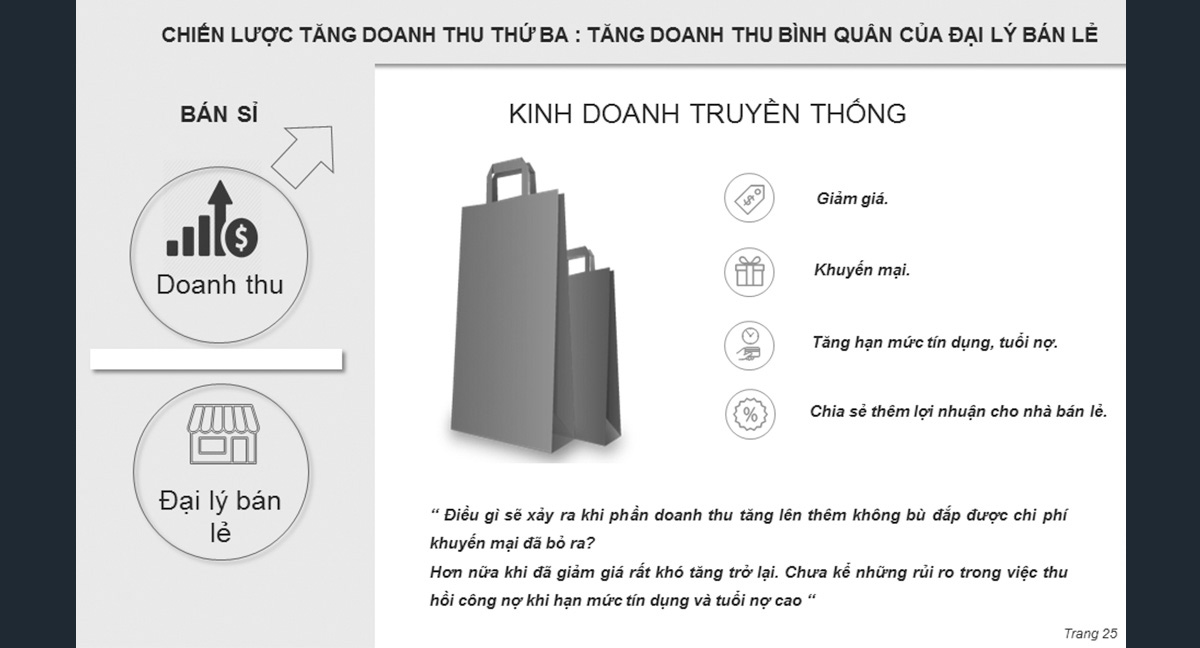 CHIẾN LƯỢC TĂNG DOANH THU THỨ BA : TĂNG DOANH THU BÌNH QUÂN CỦA ĐẠI LÝ BÁN LẺ
BÁN SỈ
Doanh thu
Đại lý bán
lẻ
KINH DOANH TRUYỀN THỐNG
Giảm giá.
Khuyến mại.
Tăng hạn mức tín dụng, tuổi nợ.
%
Chia sẻ thêm lợi nhuận cho nhà bán lẻ.
“ Điều gì sẽ xảy ra khi phần doanh thu tăng lên thêm không bù đắp được chi phí
khuyến mại đã bỏ ra?
Hơn nữa khi đã giảm giá rất khó tăng trở lại. Chưa kể những rủi ro trong việc thu
hồi công nợ khi hạn mức tín dụng và tuổi nợ cao “
Trang 25